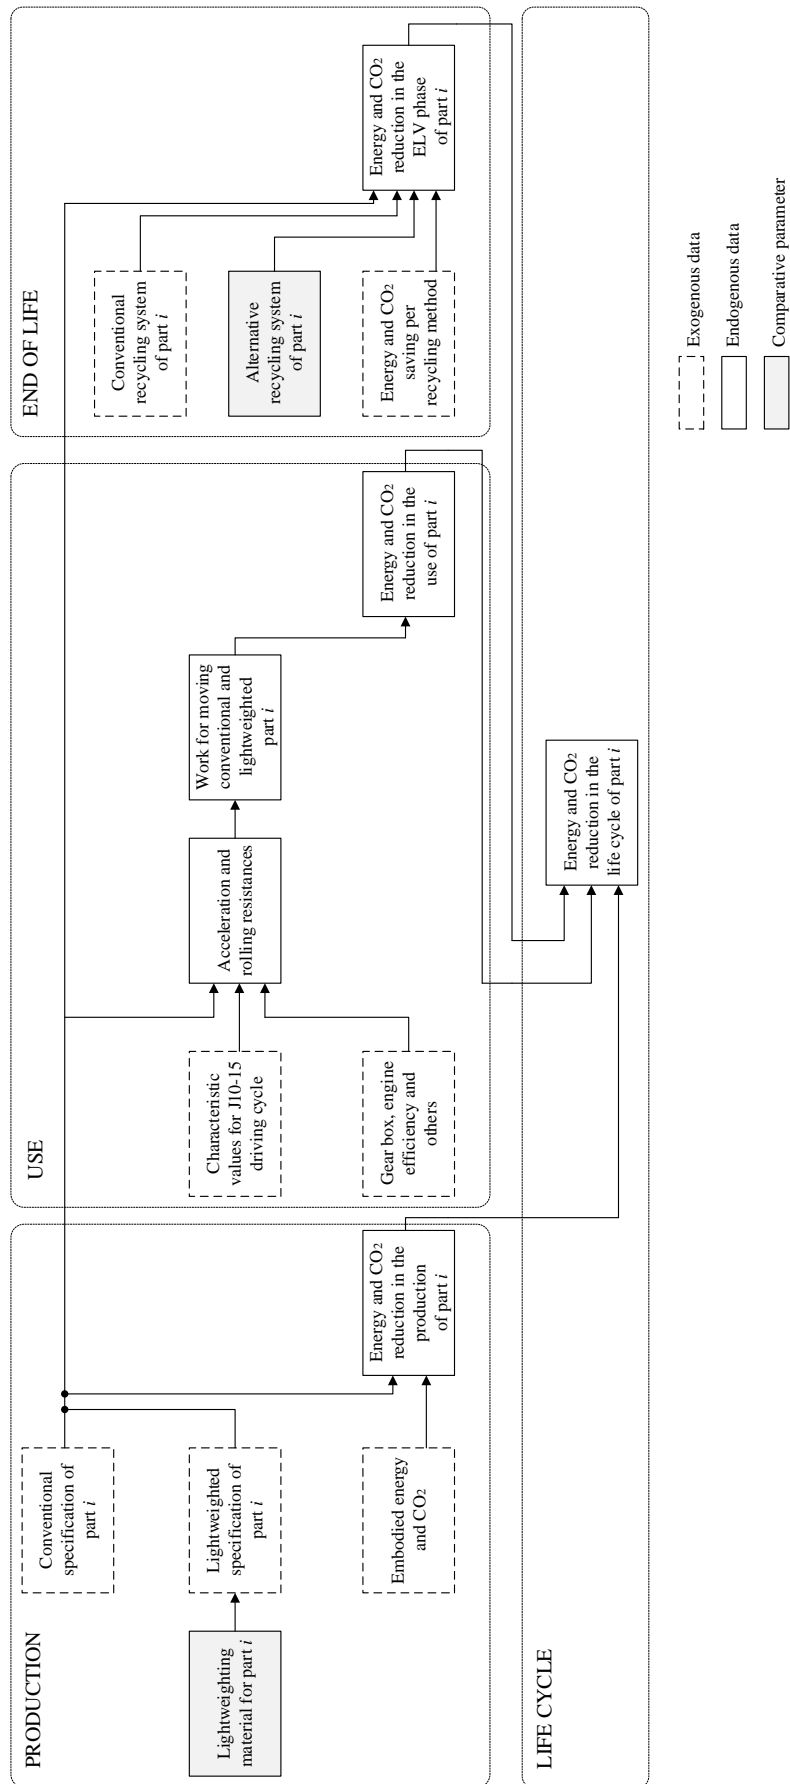 PRODUCTION
Conventional
specification of
part i
Lightweighting
material for part i
Lightweighted
specification of
part i
Embodied energy
and CO2
Energy and CO2
reduction in the
production
of part i
USE
Characteristic
values for J10-15
driving cycle
Gear box, engine
efficiency and
others
Acceleration and
rolling resistances
Work for moving
conventional and
lightweighted
part i
Energy and CO2
reduction in the
use of part i
END OF LIFE
Conventional
recycling system
of part i
Alternative
recycling system
of part i
Energy and CO2
saving per
recycling method
Energy and CO2
reduction in the
ELV phase
of part i
LIFE CYCLE
Energy and CO2
reduction in the
life cycle of part i
Exogenous data
Endogenous data
Comparative parameter